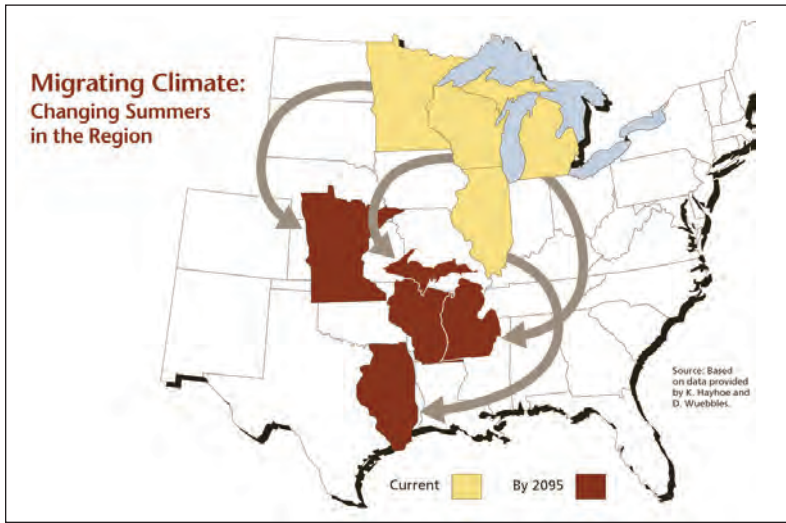 Migrating Climate:
Changing Summers
in the Region
Source: Based
on data provided
by K. Hayhoe and
D. Wuebbles.
Current
By 2095